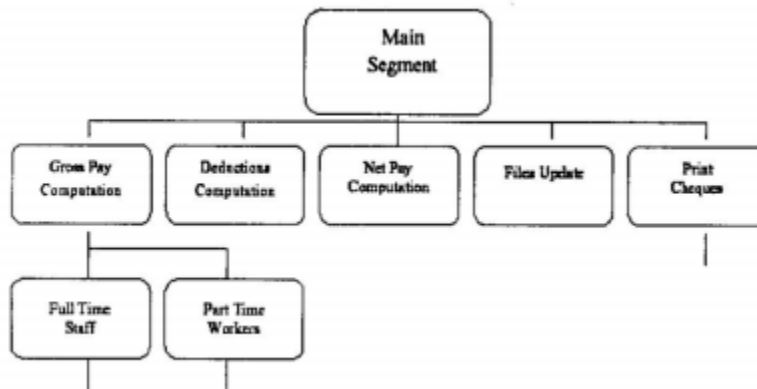 Main
Segment
Gross Pay
Computation
Deductions
Computation
Net Pay
Computation
Files Update
Print
Cheques
Full Time
Staff
Part Time
Workers